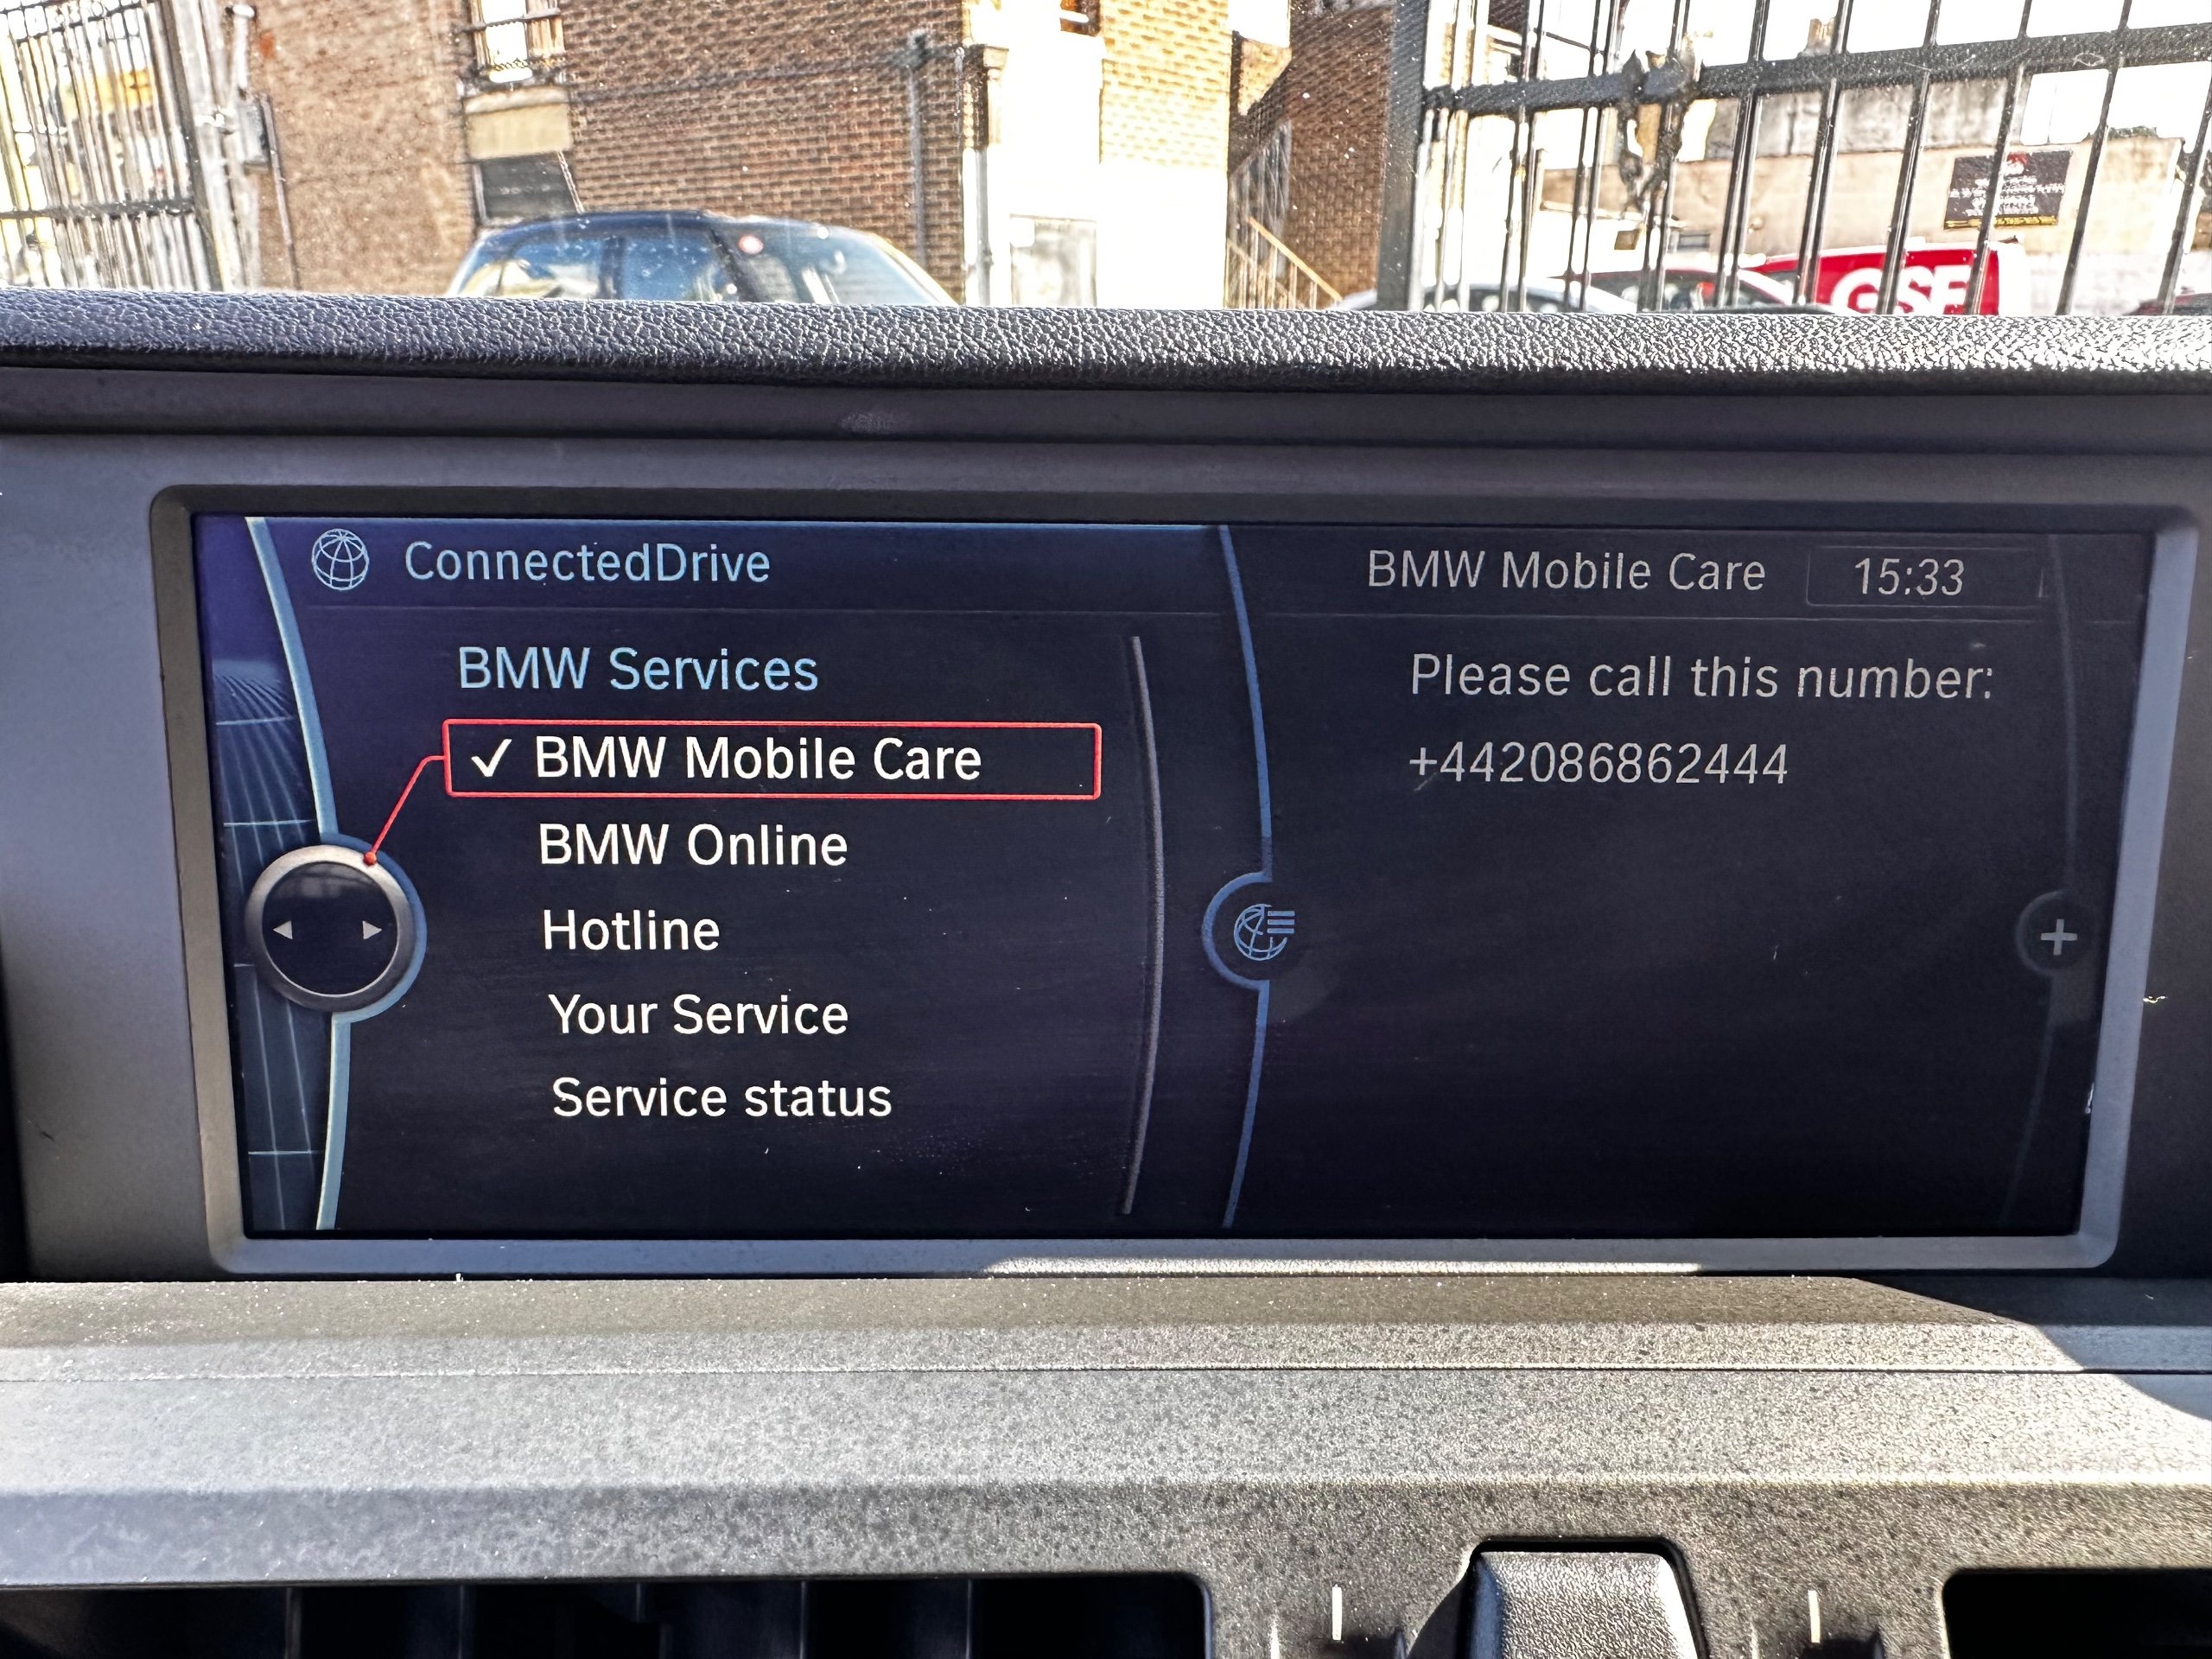 ConnectedDrive
BMW Services
✓ BMW Mobile Care
BMW Online
Hotline
Your Service
Service status
BMW Mobile Care
15:33
Please call this number:
+442086862444